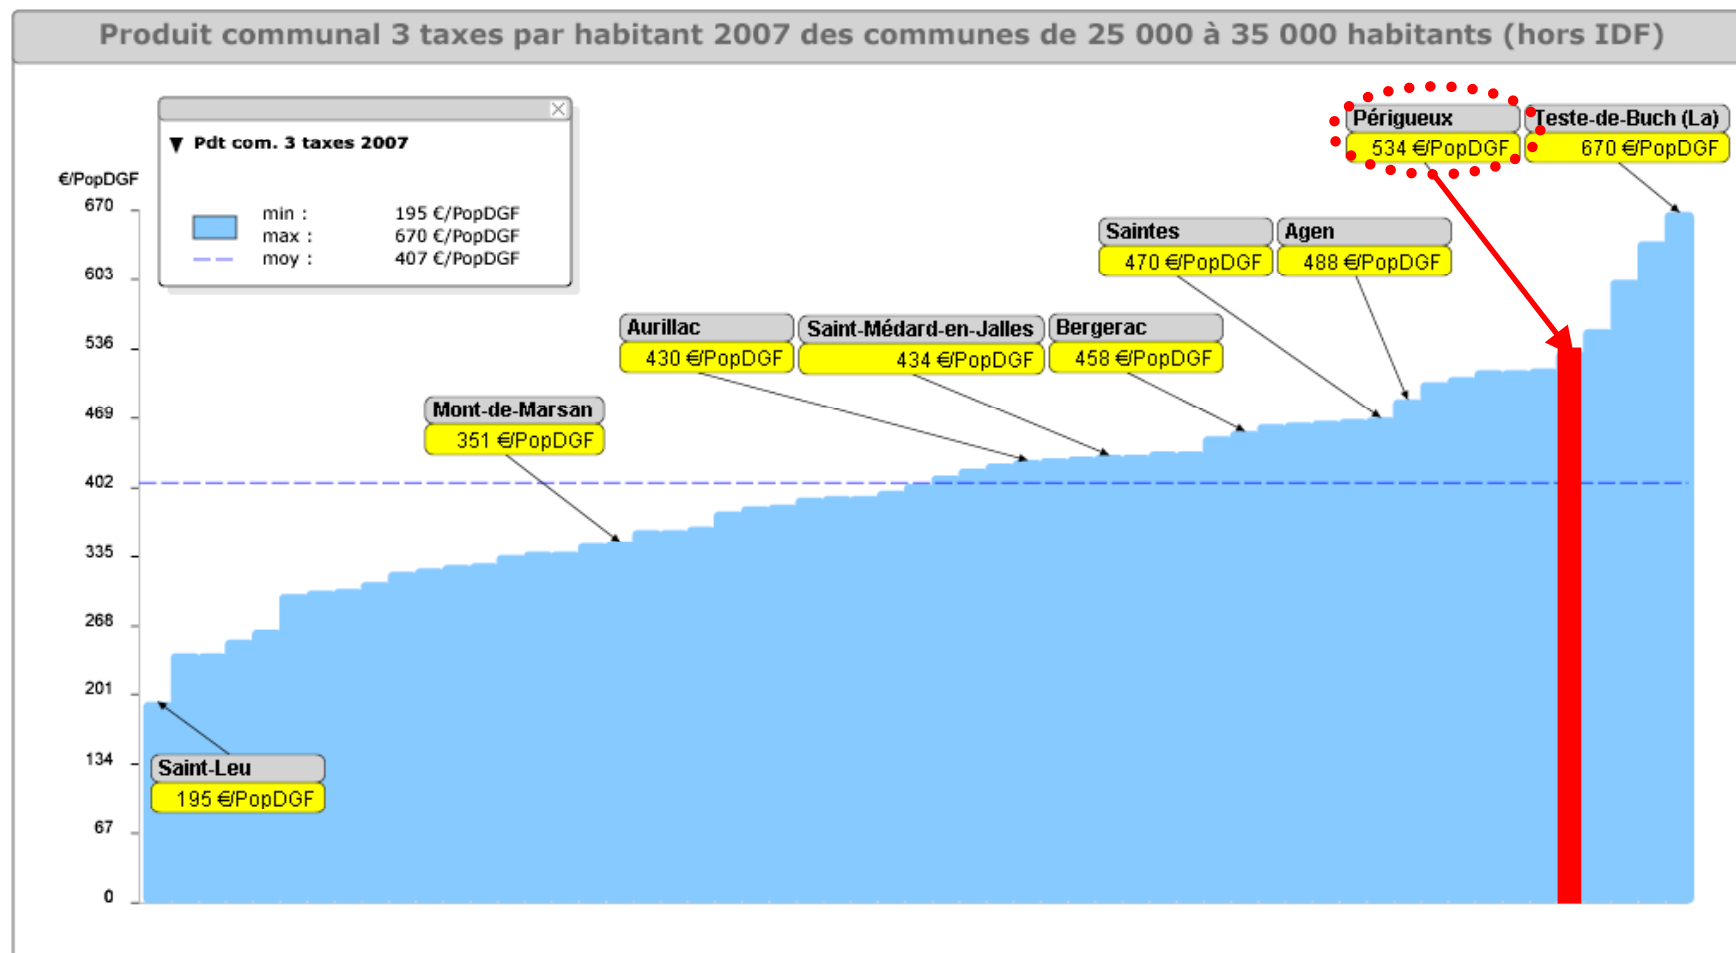 Produit communal 3 taxes par habitant 2007 des communes de 25 000 à 35 000 habitants (hors IDF)
Pdt com. 3 taxes 2007
min : 195 €/PopDGF
max : 670 €/PopDGF
moy : 407 €/PopDGF
€/PopDGF
670
603
536
469
402
335
268
201
134
67
0
Périgueux
534 €/PopDGF
Teste-de-Buch (La)
670 €/PopDGF
Saintes
470 €/PopDGF
Agen
488 €/PopDGF
Aurillac
430 €/PopDGF
Saint-Médard-en-Jalles
434 €/PopDGF
Bergerac
458 €/PopDGF
Mont-de-Marsan
351 €/PopDGF
Saint-Leu
195 €/PopDGF